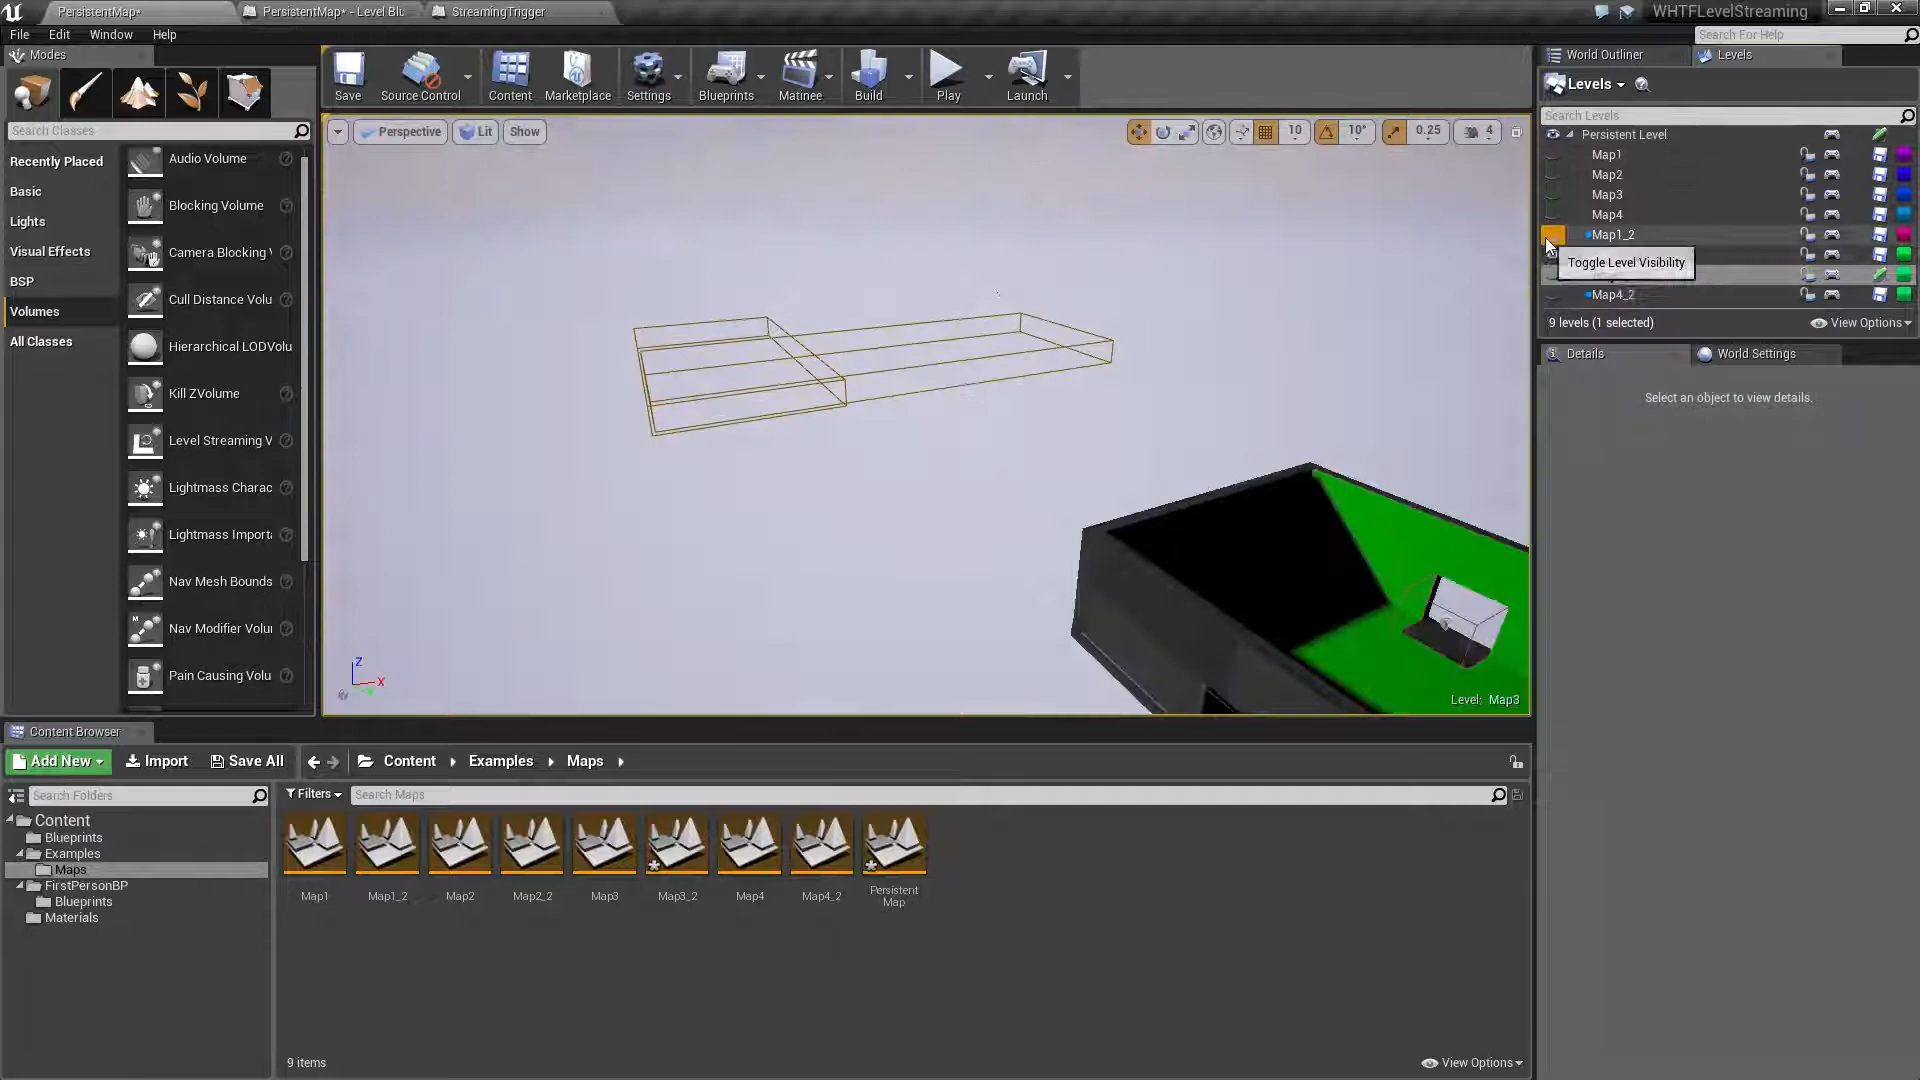 PersistentMap*
PersistentMap* - Level Blu
StreamingTrigger
WHTFLevelStreaming
File
Edit
Window
Help
Search For Help
Modes
Save
Source Control
Content
Marketplace
Settings
Blueprints
Matinee
Build
Play
Launch
World Outliner
Levels
Levels
Search Levels
Search Classes
Recently Placed
Basic
Lights
Visual Effects
BSP
Volumes
All Classes
Audio Volume
Blocking Volume
Camera Blocking V
Cull Distance Volu
Hierarchical LODVolu
Kill ZVolume
Level Streaming V
Lightmass Charac
Lightmass Importa
Nav Mesh Bounds
Nav Modifier Volur
Pain Causing Volu
Perspective
Lit
Show
10
10°
0.25
4
Z
X
Y
Level: Map3
Persistent Level
Map1
Map2
Map3
Map4
Map1_2
Toggle Level Visibility
Map4_2
9 levels (1 selected)
View Options
Details
World Settings
Select an object to view details.
Content Browser
Add New
Import
Save All
Content
Examples
Maps
Search Folders
Filters
Search Maps
Content
Blueprints
Examples
Maps
FirstPersonBP
Blueprints
Materials
Map1
Map1_2
Map2
Map2_2
Map3
Map3_2
Map4
Map4_2
Persistent
Map
9 items
View Options